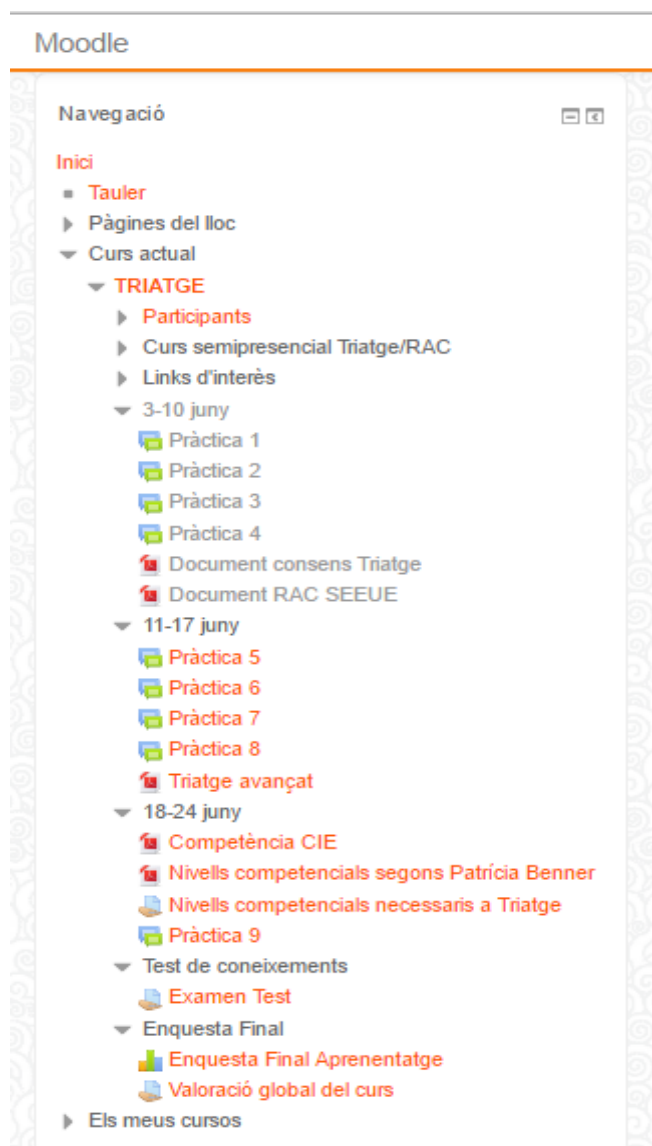 Moodle
Navegació
Inici
Tauler
Pàgines del lloc
Curs actual
TRIATGE
Participants
Curs semipresencial Triatge/RAC
Links d'interès
3-10 juny
Pràctica 1
Pràctica 2
Pràctica 3
Pràctica 4
Document consens Triatge
Document RAC SEEUE
11-17 juny
Pràctica 5
Pràctica 6
Pràctica 7
Pràctica 8
Triatge avançat
18-24 juny
Competència CIE
Nivells competencials segons Patrícia Benner
Nivells competencials necessaris a Triatge
Pràctica 9
Test de coneixements
Examen Test
Enquesta Final
Enquesta Final Aprenentatge
Valoració global del curs
Els meus cursos